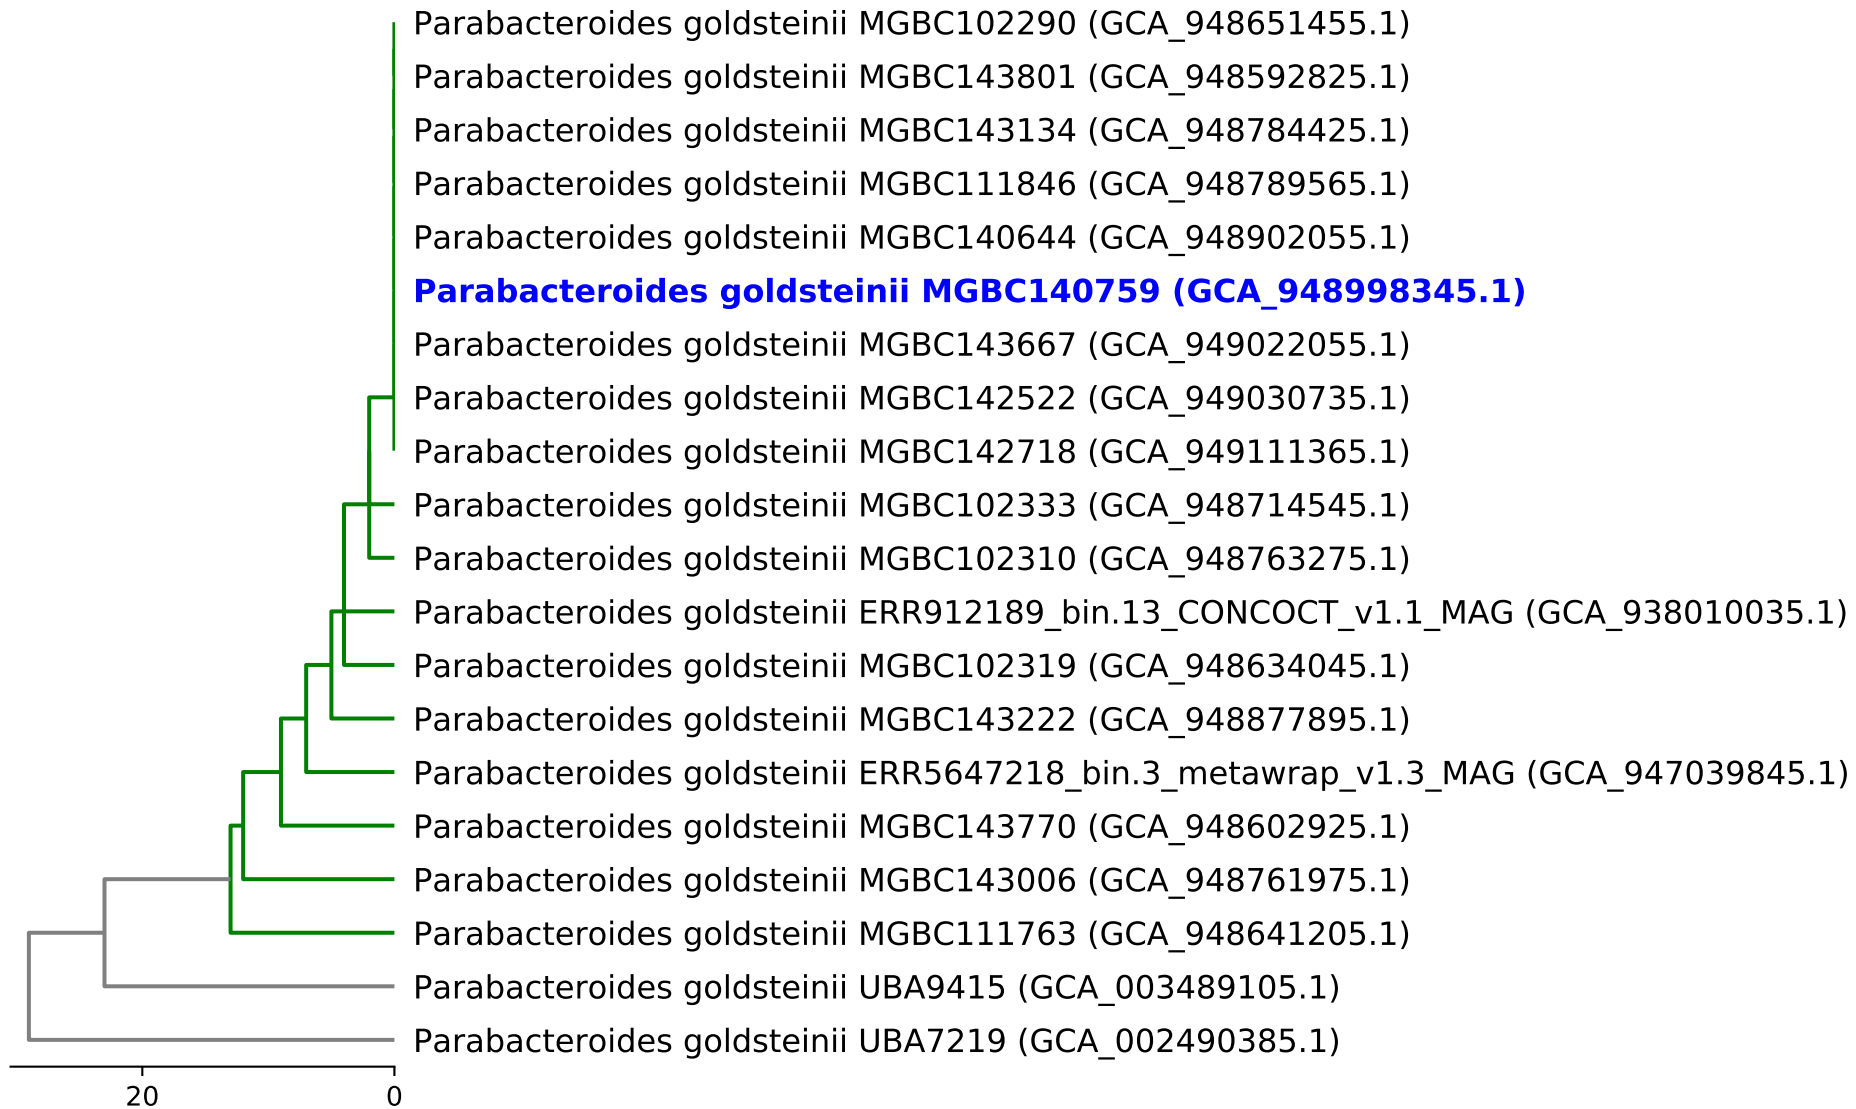 Parabacteroides goldsteinii MGBC102290 (GCA_948651455.1)
Parabacteroides goldsteinii MGBC143801 (GCA_948592825.1)
Parabacteroides goldsteinii MGBC143134 (GCA_948784425.1)
Parabacteroides goldsteinii MGBC111846 (GCA_948789565.1)
Parabacteroides goldsteinii MGBC140644 (GCA_948902055.1)
Parabacteroides goldsteinii MGBC140759 (GCA_948998345.1)
Parabacteroides goldsteinii MGBC143667 (GCA_949022055.1)
Parabacteroides goldsteinii MGBC142522 (GCA_949030735.1)
Parabacteroides goldsteinii MGBC142718 (GCA_949111365.1)
Parabacteroides goldsteinii MGBC102333 (GCA_948714545.1)
Parabacteroides goldsteinii MGBC102310 (GCA_948763275.1)
Parabacteroides goldsteinii ERR912189_bin.13_CONCOCT_v1.1_MAG (GCA_938010035.1)
Parabacteroides goldsteinii MGBC102319 (GCA_948634045.1)
Parabacteroides goldsteinii MGBC143222 (GCA_948877895.1)
Parabacteroides goldsteinii ERR5647218_bin.3_metawrap_v1.3_MAG (GCA_947039845.1)
Parabacteroides goldsteinii MGBC143770 (GCA_948602925.1)
Parabacteroides goldsteinii MGBC143006 (GCA_948761975.1)
Parabacteroides goldsteinii MGBC111763 (GCA_948641205.1)
Parabacteroides goldsteinii UBA9415 (GCA_003489105.1)
Parabacteroides goldsteinii UBA7219 (GCA_002490385.1)
20 0